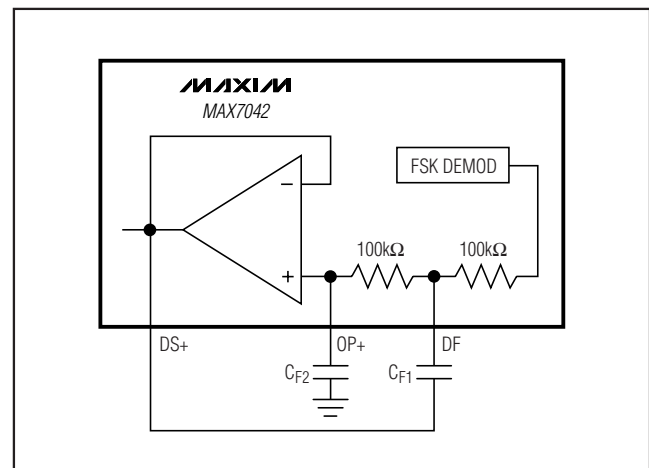 MAXIM
MAX7042
FSK DEMOD
−
100kΩ 100kΩ
+
DS+ OP+ DF
CF2 CF1